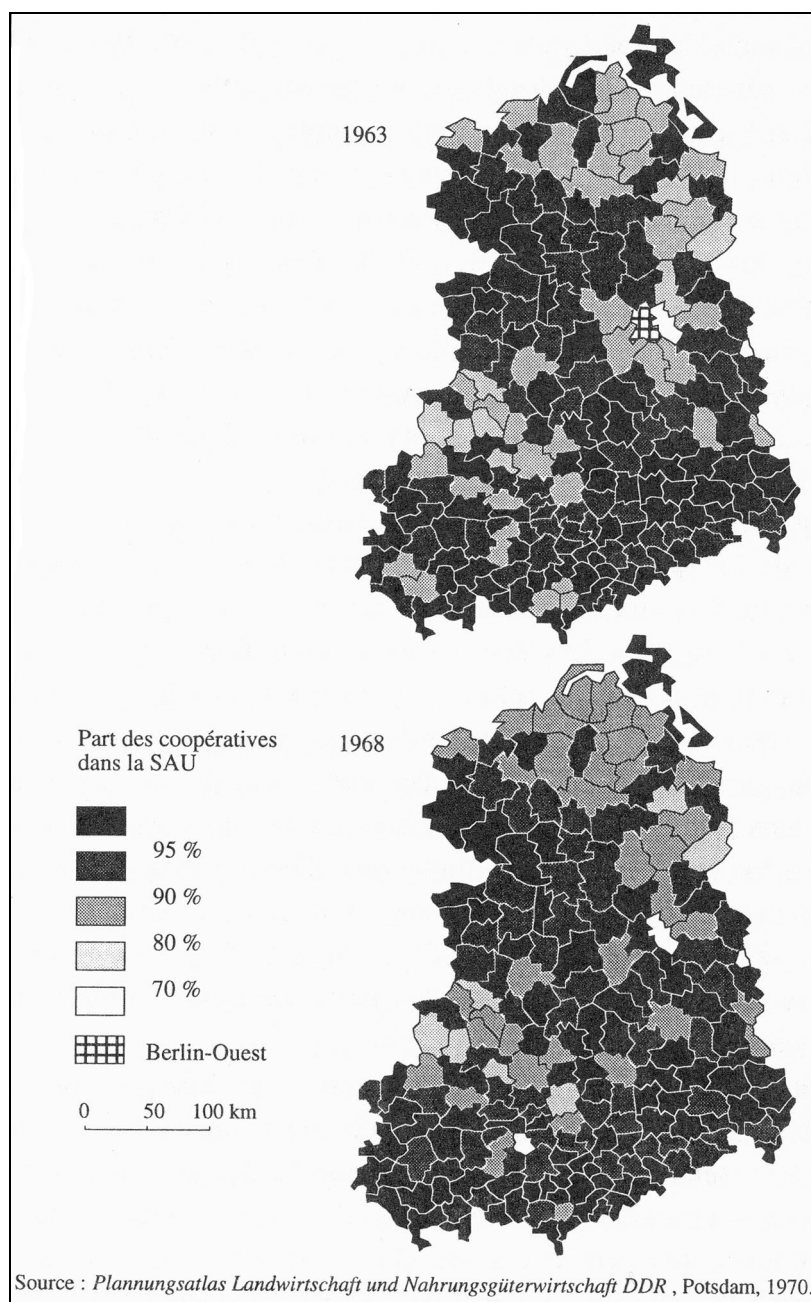 1963
Part des coopératives
dans la SAU
1968
95 %
90 %
80 %
70 %
Berlin-Ouest
0 50 100 km
Source : Plannungsatlas Landwirtschaft und Nahrungsgüterwirtschaft DDR , Potsdam, 1970.